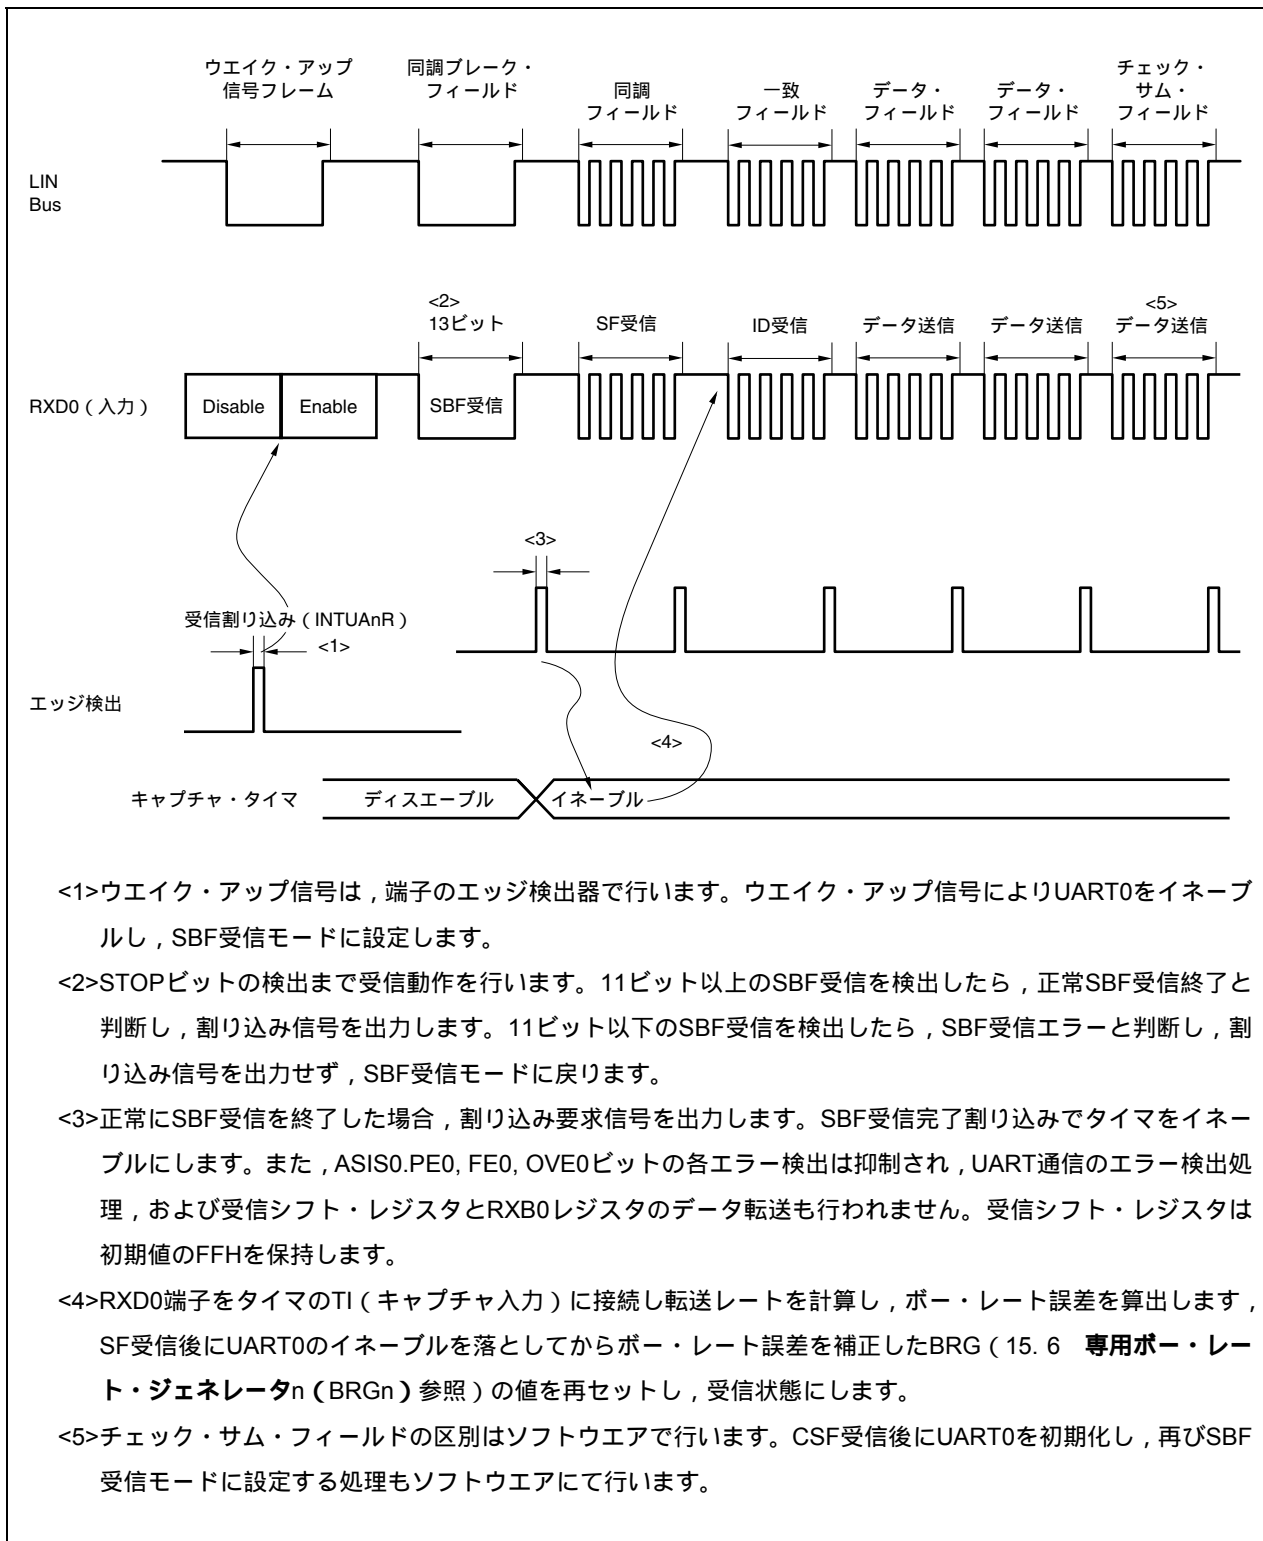 ウエイク・アップ
信号フレーム
同調ブレーク・
フィールド
同調
フィールド
一致
フィールド
データ・
フィールド
データ・
フィールド
チェック・
サム・
フィールド
LIN
Bus
<2>
13ビット
SF受信
ID受信
データ送信
データ送信
<5>
データ送信
RXD0（入力）
Disable
Enable
SBF受信
<3>
受信割り込み（INTUAnR）
<1>
エッジ検出
<4>
キャプチャ・タイマ
ディスエーブル
イネーブル
<1>ウエイク・アップ信号は，端子のエッジ検出器で行います。ウエイク・アップ信号によりUART0をイネーブ
ルし，SBF受信モードに設定します。
<2>STOPビットの検出まで受信動作を行います。11ビット以上のSBF受信を検出したら，正常SBF受信終了と
判断し，割り込み信号を出力します。11ビット以下のSBF受信を検出したら，SBF受信エラーと判断し，割
り込み信号を出力せず，SBF受信モードに戻ります。
<3>正常にSBF受信を終了した場合，割り込み要求信号を出力します。SBF受信完了割り込みでタイマをイネー
ブルにします。また，ASIS0.PE0, FE0, OVE0ビットの各エラー検出は抑制され，UART通信のエラー検出処
理，および受信シフト・レジスタとRXB0レジスタのデータ転送も行われません。受信シフト・レジスタは
初期値のFFHを保持します。
<4>RXD0端子をタイマのTI（キャプチャ入力）に接続し転送レートを計算し，ボー・レート誤差を算出します，
SF受信後にUART0のイネーブルを落としてからボー・レート誤差を補正したBRG（15. 6　専用ボー・レー
ト・ジェネレータn（BRGn）参照）の値を再セットし，受信状態にします。
<5>チェック・サム・フィールドの区別はソフトウエアで行います。CSF受信後にUART0を初期化し，再びSBF
受信モードに設定する処理もソフトウエアにて行います。